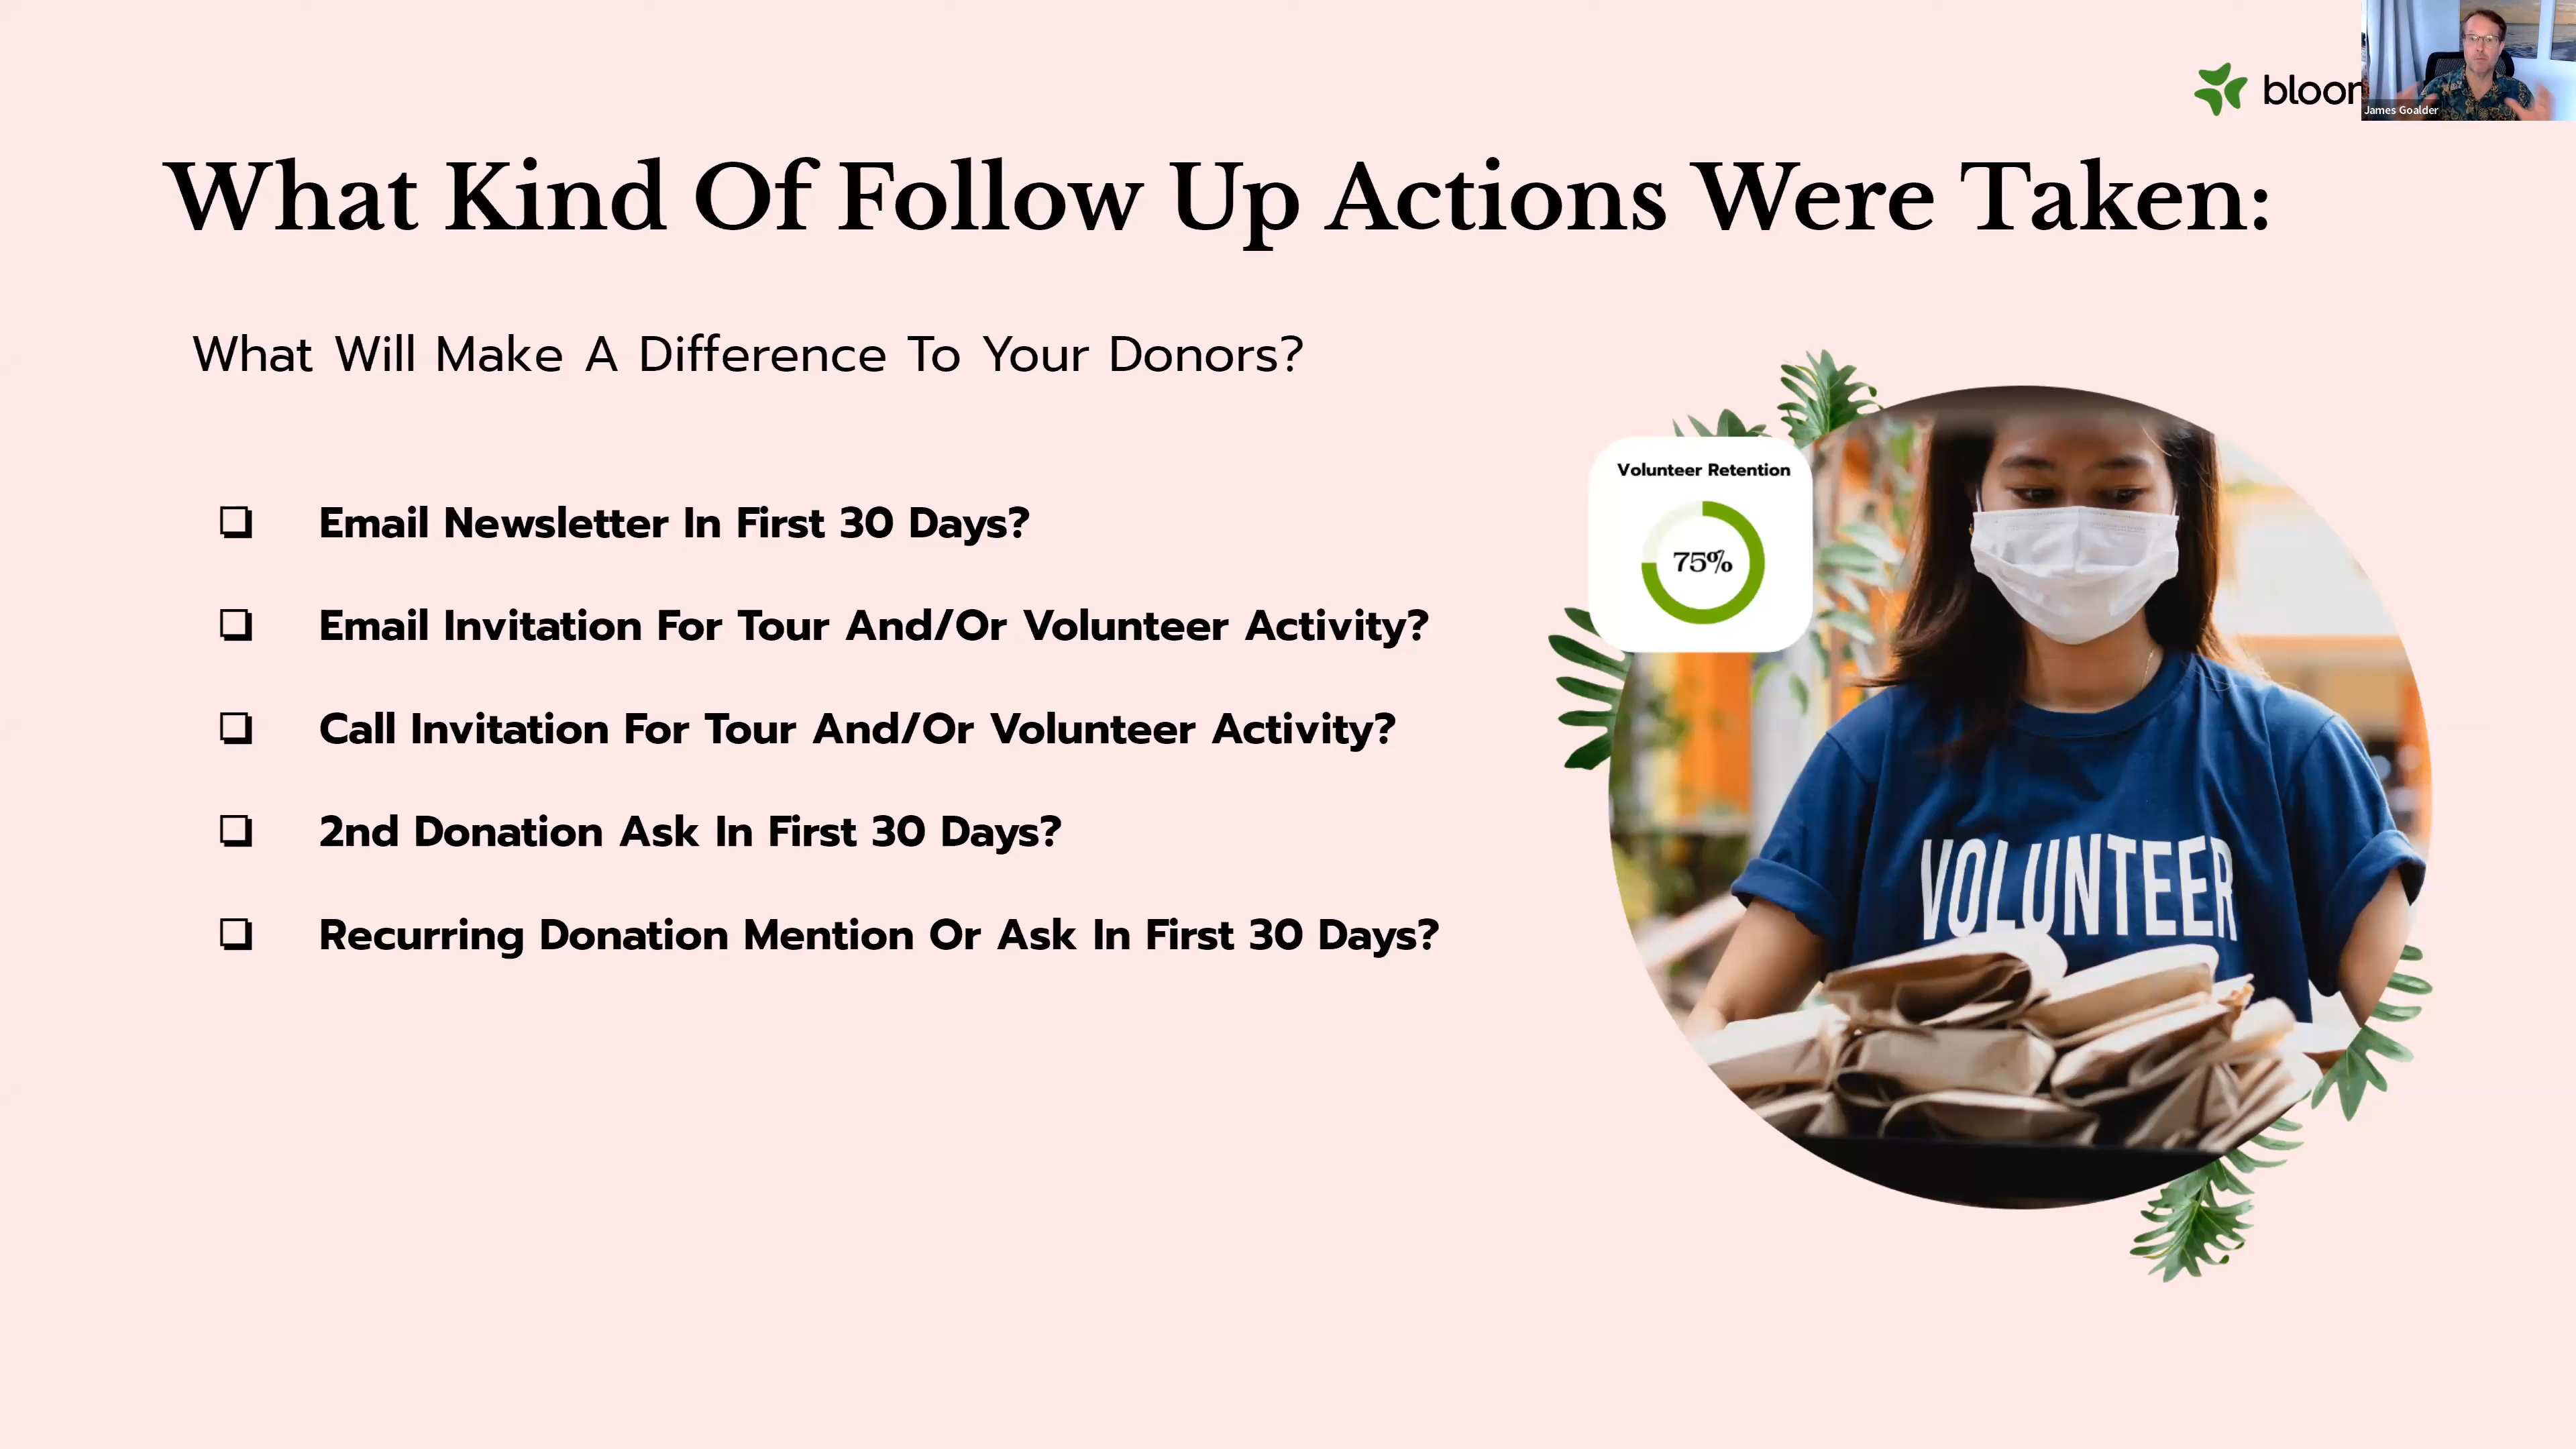 bloom
James Goalder
What Kind Of Follow Up Actions Were Taken:
What Will Make A Difference To Your Donors?
Email Newsletter In First 30 Days?
Email Invitation For Tour And/Or Volunteer Activity?
Call Invitation For Tour And/Or Volunteer Activity?
2nd Donation Ask In First 30 Days?
Recurring Donation Mention Or Ask In First 30 Days?
Volunteer Retention
75%
VOLUNTEER